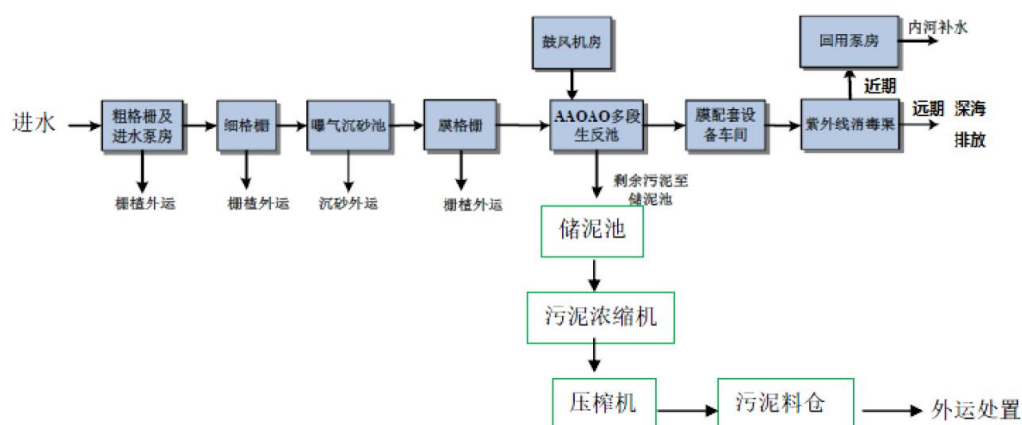 鼓风机房
回用泵房
内河补水
近期
进水
粗格栅及
进水泵房
细格栅
曝气沉砂池
膜格栅
AAOAO多段
生反池
膜配套设
备车间
紫外线消毒渠
远期 深海
排放
栅楂外运
栅楂外运
沉砂外运
栅楂外运
剩余污泥至
储泥池
储泥池
污泥浓缩机
压榨机
污泥料仓
外运处置